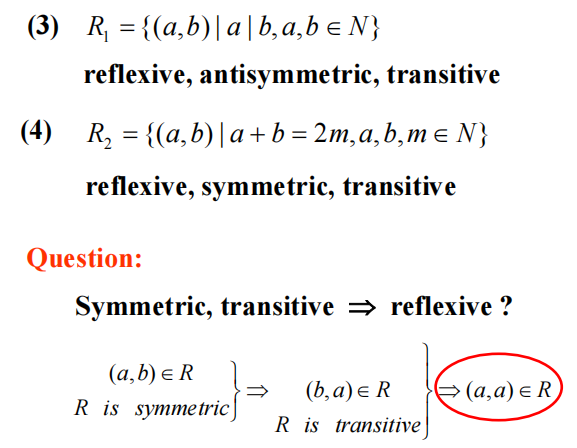 (3) R₁ = {(a,b) | a | b, a,b ∈ N}
reflexive, antisymmetric, transitive
(4) R₂ = {(a,b) | a + b = 2m, a,b,m ∈ N}
reflexive, symmetric, transitive
Question:
Symmetric, transitive ⇒ reflexive ?
(a,b) ∈ R
R is symmetric } ⇒ (b,a) ∈ R
R is transitive } ⇒ (a,a) ∈ R